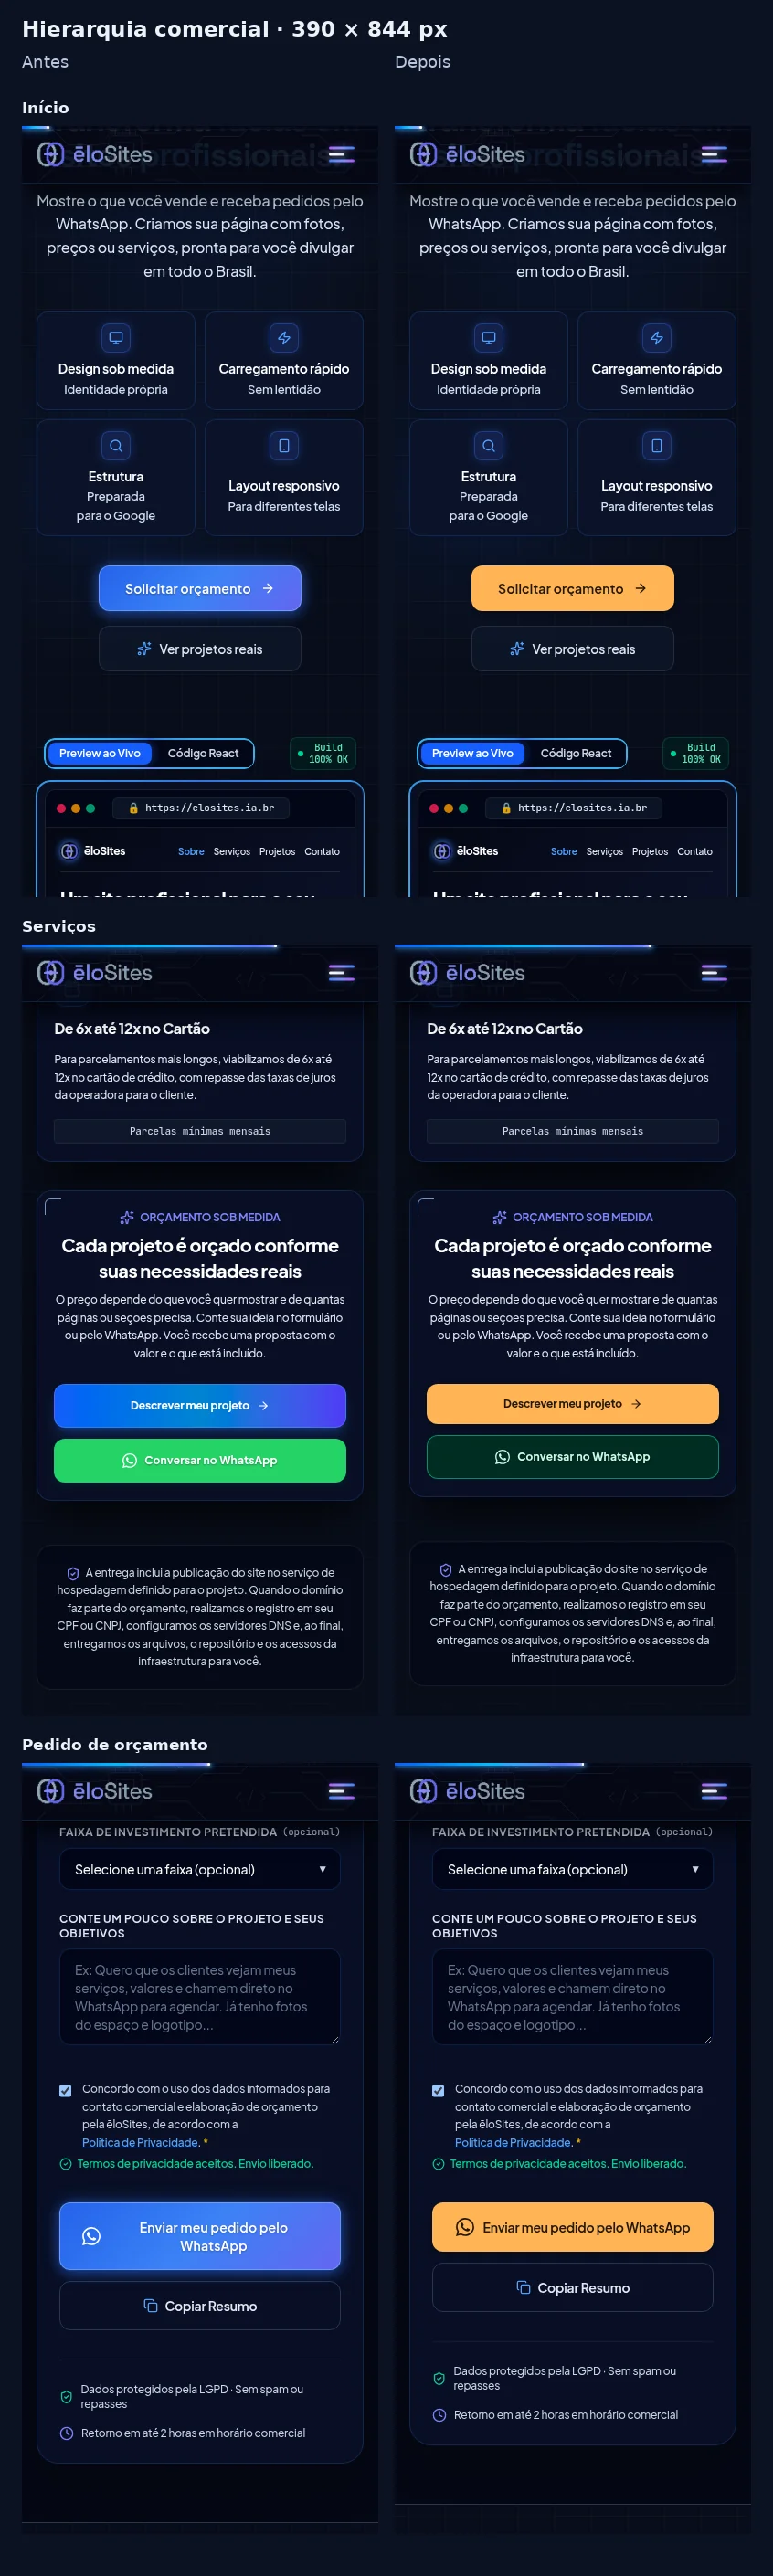 Hierarquia comercial · 390 × 844 px
Antes
Depois
Início
ēloSites
profissionais.
Mostre o que você vende e receba pedidos pelo
WhatsApp. Criamos sua página com fotos,
preços ou serviços, pronta para você divulgar
em todo o Brasil.
Design sob medida
Identidade própria
Carregamento rápido
Sem lentidão
Estrutura
Preparada
para o Google
Layout responsivo
Para diferentes telas
Solicitar orçamento →
Ver projetos reais
Preview ao Vivo
Código React
Build
100% OK
https://elosites.ia.br
ēloSites
Sobre Serviços Projetos Contato
Um site profissional para o seu
ēloSites
profissionais.
Mostre o que você vende e receba pedidos pelo
WhatsApp. Criamos sua página com fotos,
preços ou serviços, pronta para você divulgar
em todo o Brasil.
Design sob medida
Identidade própria
Carregamento rápido
Sem lentidão
Estrutura
Preparada
para o Google
Layout responsivo
Para diferentes telas
Solicitar orçamento →
Ver projetos reais
Preview ao Vivo
Código React
Build
100% OK
https://elosites.ia.br
ēloSites
Sobre Serviços Projetos Contato
Um site profissional para o seu
Serviços
ēloSites
De 6x até 12x no Cartão
Para parcelamentos mais longos, viabilizamos de 6x até
12x no cartão de crédito, com repasse das taxas de juros
da operadora para o cliente.
Parcelas mínimas mensais
ORÇAMENTO SOB MEDIDA
Cada projeto é orçado conforme
suas necessidades reais
O preço depende do que você quer mostrar e de quantas
páginas ou seções precisa. Conte sua ideia no formulário
ou pelo WhatsApp. Você recebe uma proposta com o
valor e o que está incluído.
Descrever meu projeto →
Conversar no WhatsApp
A entrega inclui a publicação do site no serviço de
hospedagem definido para o projeto. Quando o domínio
faz parte do orçamento, realizamos o registro em seu
CPF ou CNPJ, configuramos os servidores DNS e, ao final,
entregamos os arquivos, o repositório e os acessos da
infraestrutura para você.
ēloSites
De 6x até 12x no Cartão
Para parcelamentos mais longos, viabilizamos de 6x até
12x no cartão de crédito, com repasse das taxas de juros
da operadora para o cliente.
Parcelas mínimas mensais
ORÇAMENTO SOB MEDIDA
Cada projeto é orçado conforme
suas necessidades reais
O preço depende do que você quer mostrar e de quantas
páginas ou seções precisa. Conte sua ideia no formulário
ou pelo WhatsApp. Você recebe uma proposta com o
valor e o que está incluído.
Descrever meu projeto →
Conversar no WhatsApp
A entrega inclui a publicação do site no serviço de
hospedagem definido para o projeto. Quando o domínio
faz parte do orçamento, realizamos o registro em seu
CPF ou CNPJ, configuramos os servidores DNS e, ao final,
entregamos os arquivos, o repositório e os acessos da
infraestrutura para você.
Pedido de orçamento
ēloSites
FAIXA DE INVESTIMENTO PRETENDIDA (opcional)
Selecione uma faixa (opcional)
CONTE UM POUCO SOBRE O PROJETO E SEUS
OBJETIVOS
Ex: Quero que os clientes vejam meus
serviços, valores e chamem direto no
WhatsApp para agendar. Já tenho fotos
do espaço e logotipo...
Concordo com o uso dos dados informados para
contato comercial e elaboração de orçamento
pela ēloSites, de acordo com a
Política de Privacidade. *
Termos de privacidade aceitos. Envio liberado.
Enviar meu pedido pelo
WhatsApp
Copiar Resumo
Dados protegidos pela LGPD · Sem spam ou
repasses
Retorno em até 2 horas em horário comercial
ēloSites
FAIXA DE INVESTIMENTO PRETENDIDA (opcional)
Selecione uma faixa (opcional)
CONTE UM POUCO SOBRE O PROJETO E SEUS
OBJETIVOS
Ex: Quero que os clientes vejam meus
serviços, valores e chamem direto no
WhatsApp para agendar. Já tenho fotos
do espaço e logotipo...
Concordo com o uso dos dados informados para
contato comercial e elaboração de orçamento
pela ēloSites, de acordo com a
Política de Privacidade. *
Termos de privacidade aceitos. Envio liberado.
Enviar meu pedido pelo WhatsApp
Copiar Resumo
Dados protegidos pela LGPD · Sem spam ou
repasses
Retorno em até 2 horas em horário comercial